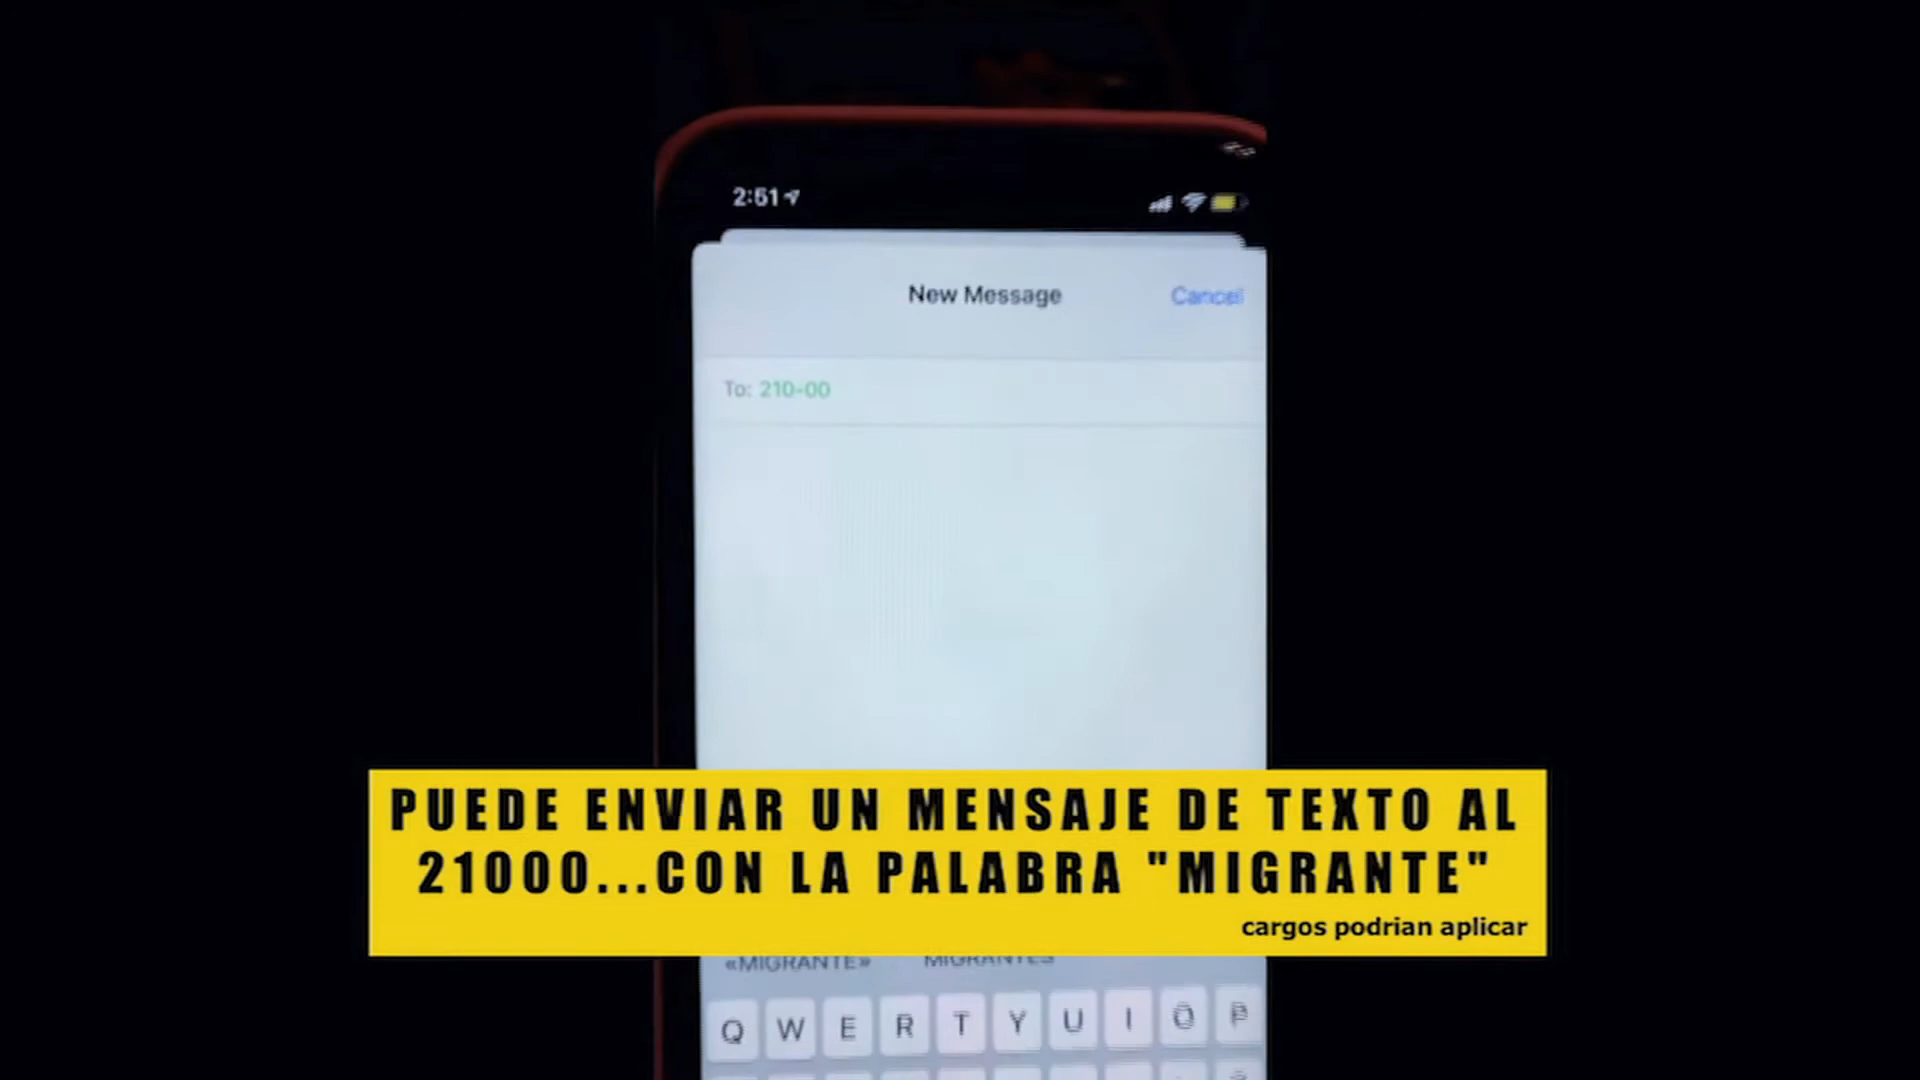 2:51
New Message
Cancel
To: 210-00
PUEDE ENVIAR UN MENSAJE DE TEXTO AL
21000...CON LA PALABRA "MIGRANTE"
cargos podrian aplicar
«MIGRANTE» MIGRANTES
Q W E R T Y U I O P